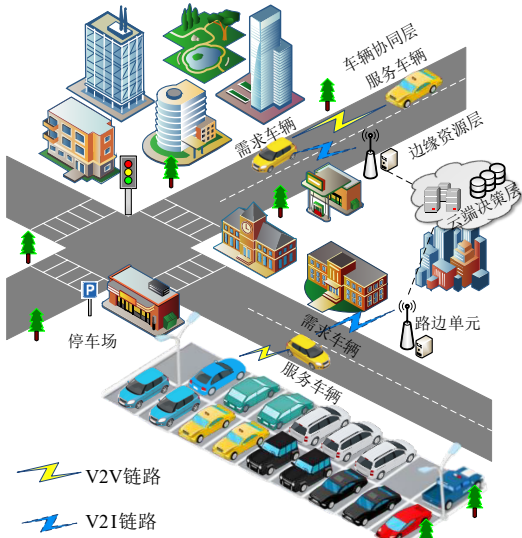 车辆协同层
服务车辆
需求车辆
边缘资源层
云端决策层
P
停车场
需求车辆
路边单元
服务车辆
V2V链路
V2I链路